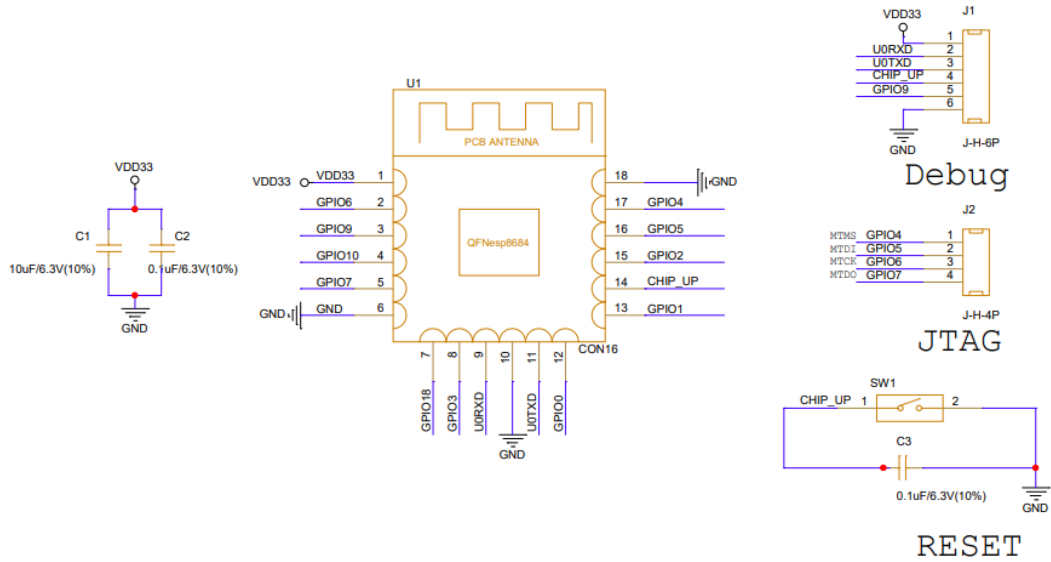 VDD33
C1
C2
10uF/6.3V(10%)
0.1uF/6.3V(10%)
GND
U1
PCB ANTENNA
QFNesp8684
CON16
VDD33 VDD33 1
GPIO6 2
GPIO9 3
GPIO10 4
GPIO7 5
GND GND 6
7 GPIO18
8 GPIO3
9 U0RXD
10 GND
11 U0TXD
12 GPIO0
18 GND
17 GPIO4
16 GPIO5
15 GPIO2
14 CHIP_UP
13 GPIO1
VDD33
J1
1
U0RXD 2
U0TXD 3
CHIP_UP 4
GPIO9 5
6
GND
J-H-6P
Debug
J2
MTMS GPIO4 1
MTDI GPIO5 2
MTCK GPIO6 3
MTDO GPIO7 4
J-H-4P
JTAG
SW1
CHIP_UP 1 2
C3
0.1uF/6.3V(10%)
GND
RESET